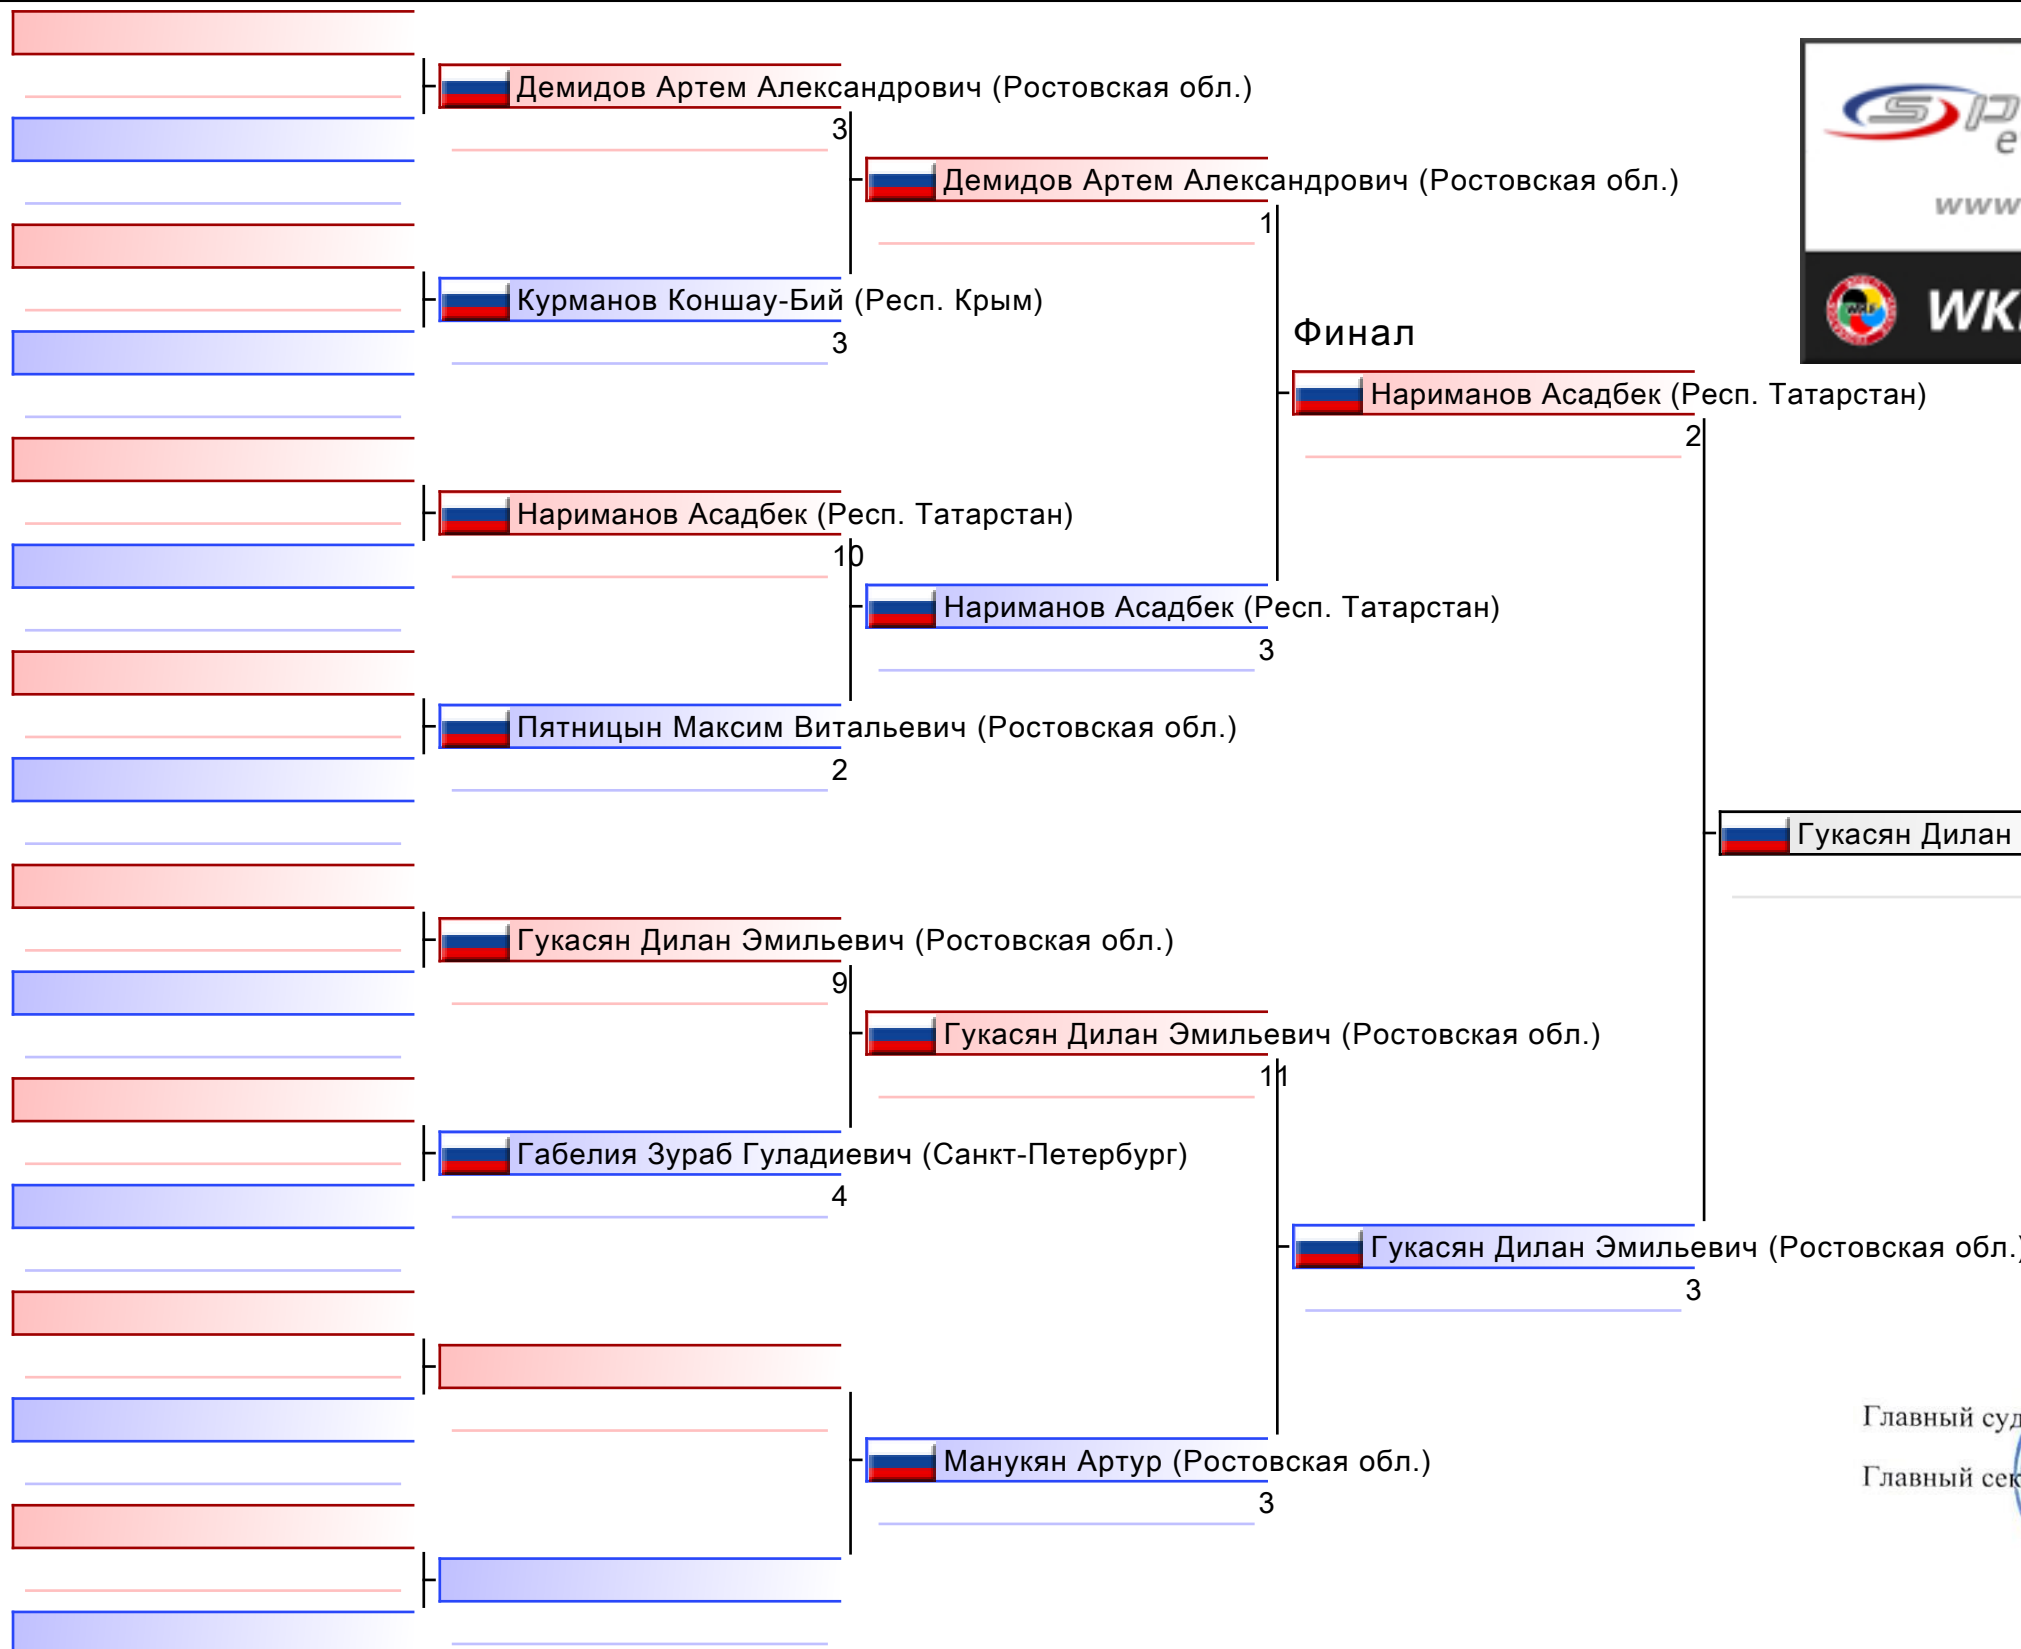 Демидов Артем Александрович (Ростовская обл.)
3
Демидов Артем Александрович (Ростовская обл.)
1
www
Курманов Коншау-Бий (Респ. Крым)
3
Финал
Нариманов Асадбек (Респ. Татарстан)
2
Нариманов Асадбек (Респ. Татарстан)
10
Нариманов Асадбек (Респ. Татарстан)
3
Пятницын Максим Витальевич (Ростовская обл.)
2
Гукасян Дилан
Гукасян Дилан Эмильевич (Ростовская обл.)
9
Гукасян Дилан Эмильевич (Ростовская обл.)
11
Габелия Зураб Гуладиевич (Санкт-Петербург)
4
Гукасян Дилан Эмильевич (Ростовская обл.)
3
Главный
Манукян Артур (Ростовская обл.)
3
Главный